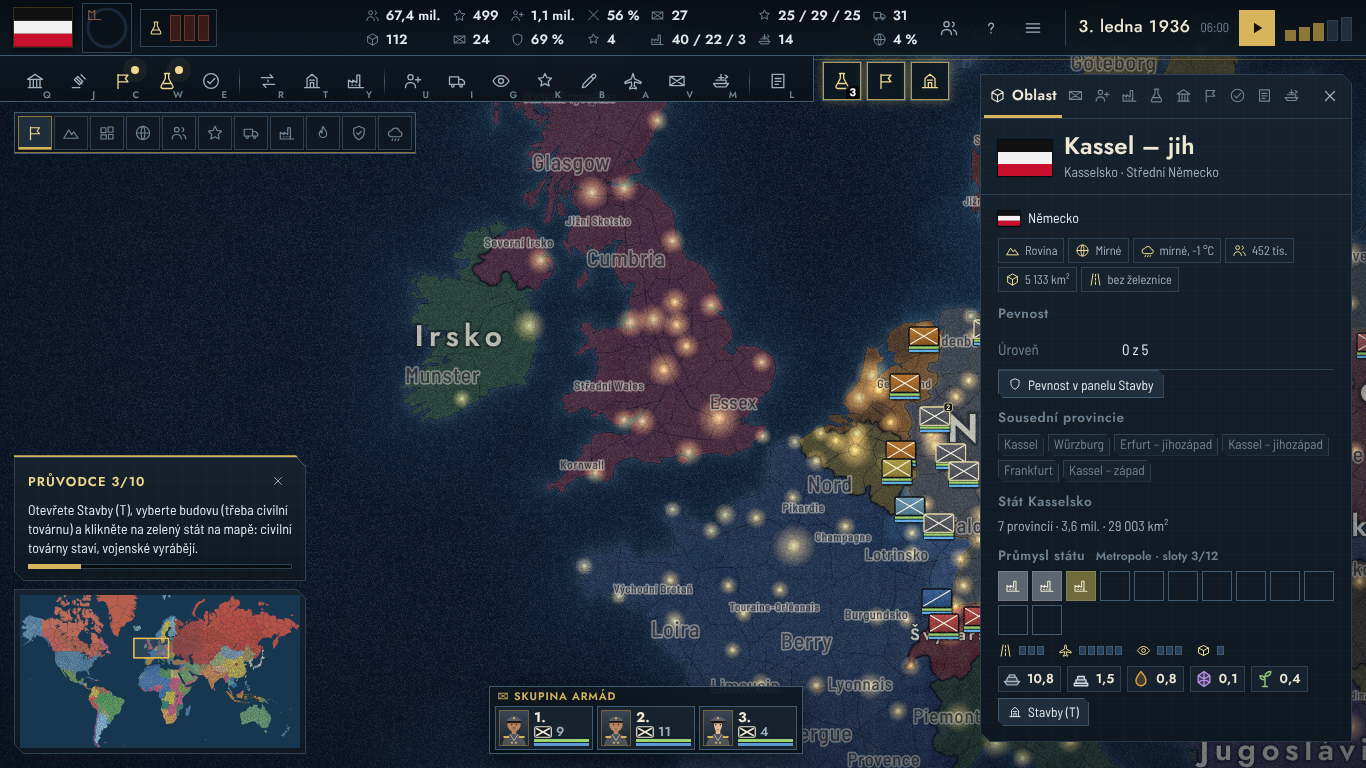 67,4 mil.
499
1,1 mil.
56 %
27
25 / 29 / 25
31
112
24
69 %
4
40 / 22 / 3
14
4 %
?
3. ledna 1936
06:00
Q
J
C
W
E
R
T
Y
U
I
G
K
B
A
V
M
L
3
Göteborg
Glasgow
Jižní Skotsko
Severní Irsko
Cumbria
Irsko
Munster
Střední Wales
Essex
Kornwall
Nord
Pikardie
Champagne
Lotrinsko
Východní Bretaň
Touraine-Orléanais
Burgundsko
Loira
Berry
Limousin
Lyonnais
Piemont
Provence
Jugosláví
2
Oblast
Kassel – jih
Kasselsko · Střední Německo
Německo
Rovina
Mírné
mírné, -1 °C
452 tis.
5 133 km²
bez železnice
Pevnost
Úroveň
0 z 5
Pevnost v panelu Stavby
Sousední provincie
Kassel
Würzburg
Erfurt – jihozápad
Kassel – jihozápad
Frankfurt
Kassel – západ
Stát Kasselsko
7 provincií · 3,6 mil. · 29 003 km²
Průmysl státu
Metropole · sloty 3/12
10,8
1,5
0,8
0,1
0,4
Stavby (T)
PRŮVODCE 3/10
Otevřete Stavby (T), vyberte budovu (třeba civilní
továrnu) a klikněte na zelený stát na mapě: civilní
továrny staví, vojenské vyrábějí.
SKUPINA ARMÁD
1.
9
2.
11
3.
4